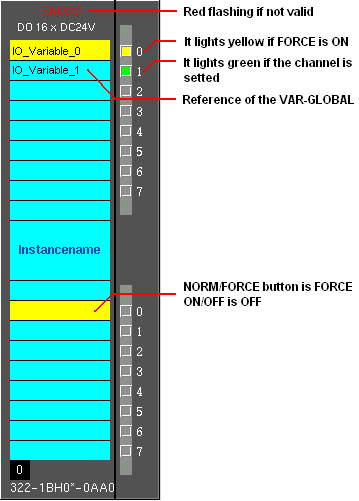 Red flashing if not valid
DO 16 x DC24V
IO_Variable_0
0
It lights yellow if FORCE is ON
IO_Variable_1
1
It lights green if the channel is
setted
2
Reference of the VAR-GLOBAL
3
4
5
6
7
Instancename
NORM/FORCE button is FORCE
ON/OFF is OFF
0
1
2
3
4
5
6
7
0
322-1BH0*-0AA0